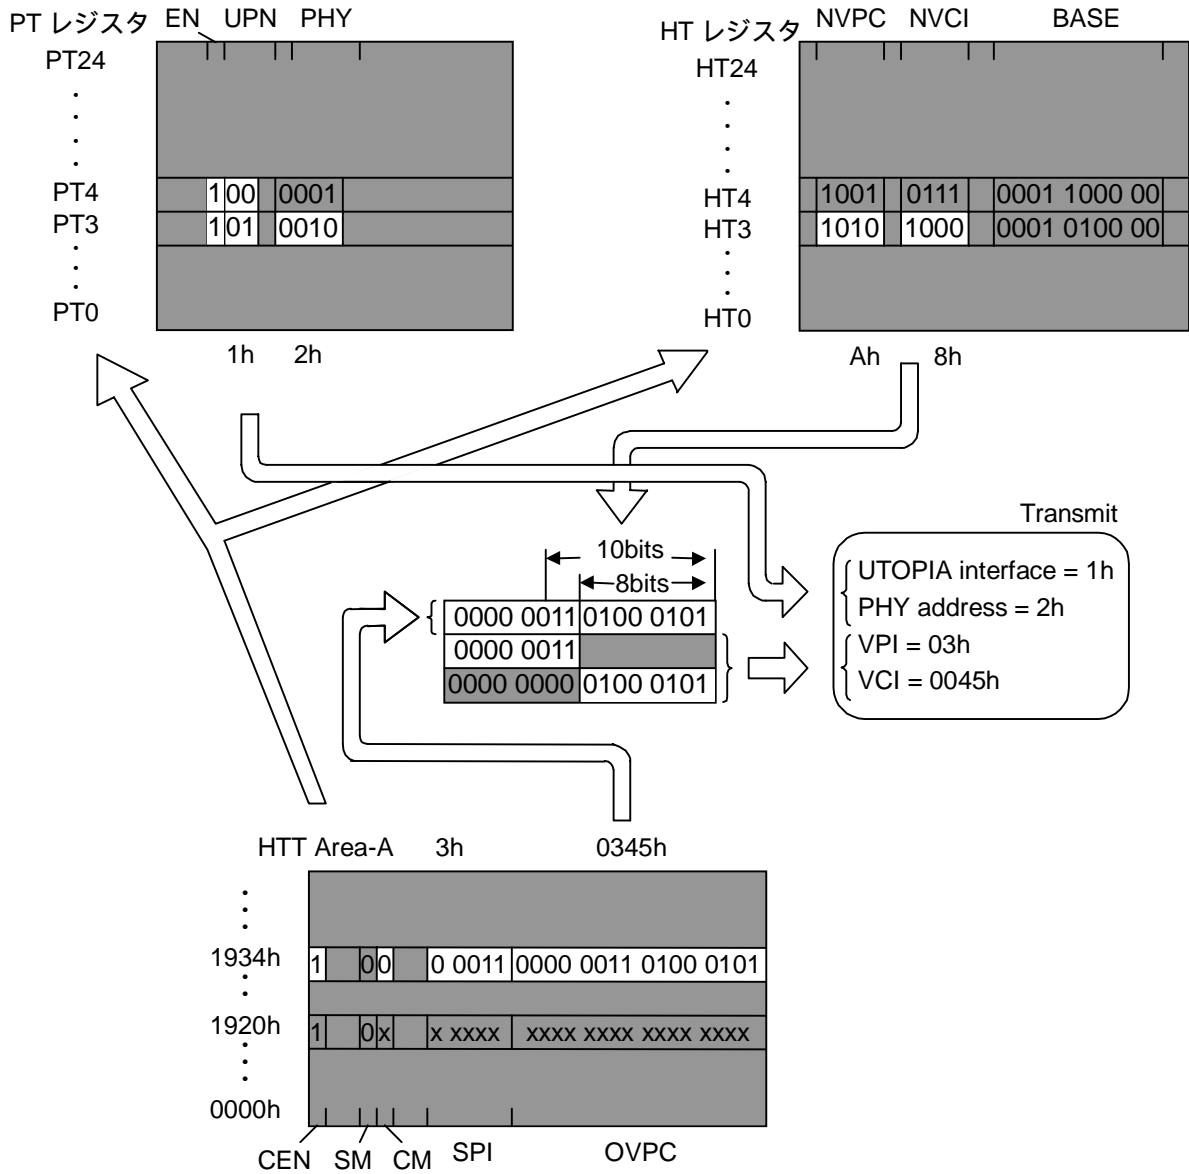 PT レジスタ EN UPN PHY
PT24
PT4 1 00 0001
PT3 1 01 0010
PT0
1h 2h
HT レジスタ NVPC NVCI BASE
HT24
HT4 1001 0111 0001 1000 00
HT3 1010 1000 0001 0100 00
HT0
Ah 8h
10bits
8bits
0000 0011 0100 0101
0000 0011
0000 0000 0100 0101
Transmit
UTOPIA interface = 1h
PHY address = 2h
VPI = 03h
VCI = 0045h
HTT Area-A 3h 0345h
1934h 1 0 0 0 0011 0000 0011 0100 0101
1920h 1 0 x x xxxx xxxx xxxx xxxx xxxx
0000h
CEN SM CM SPI OVPC